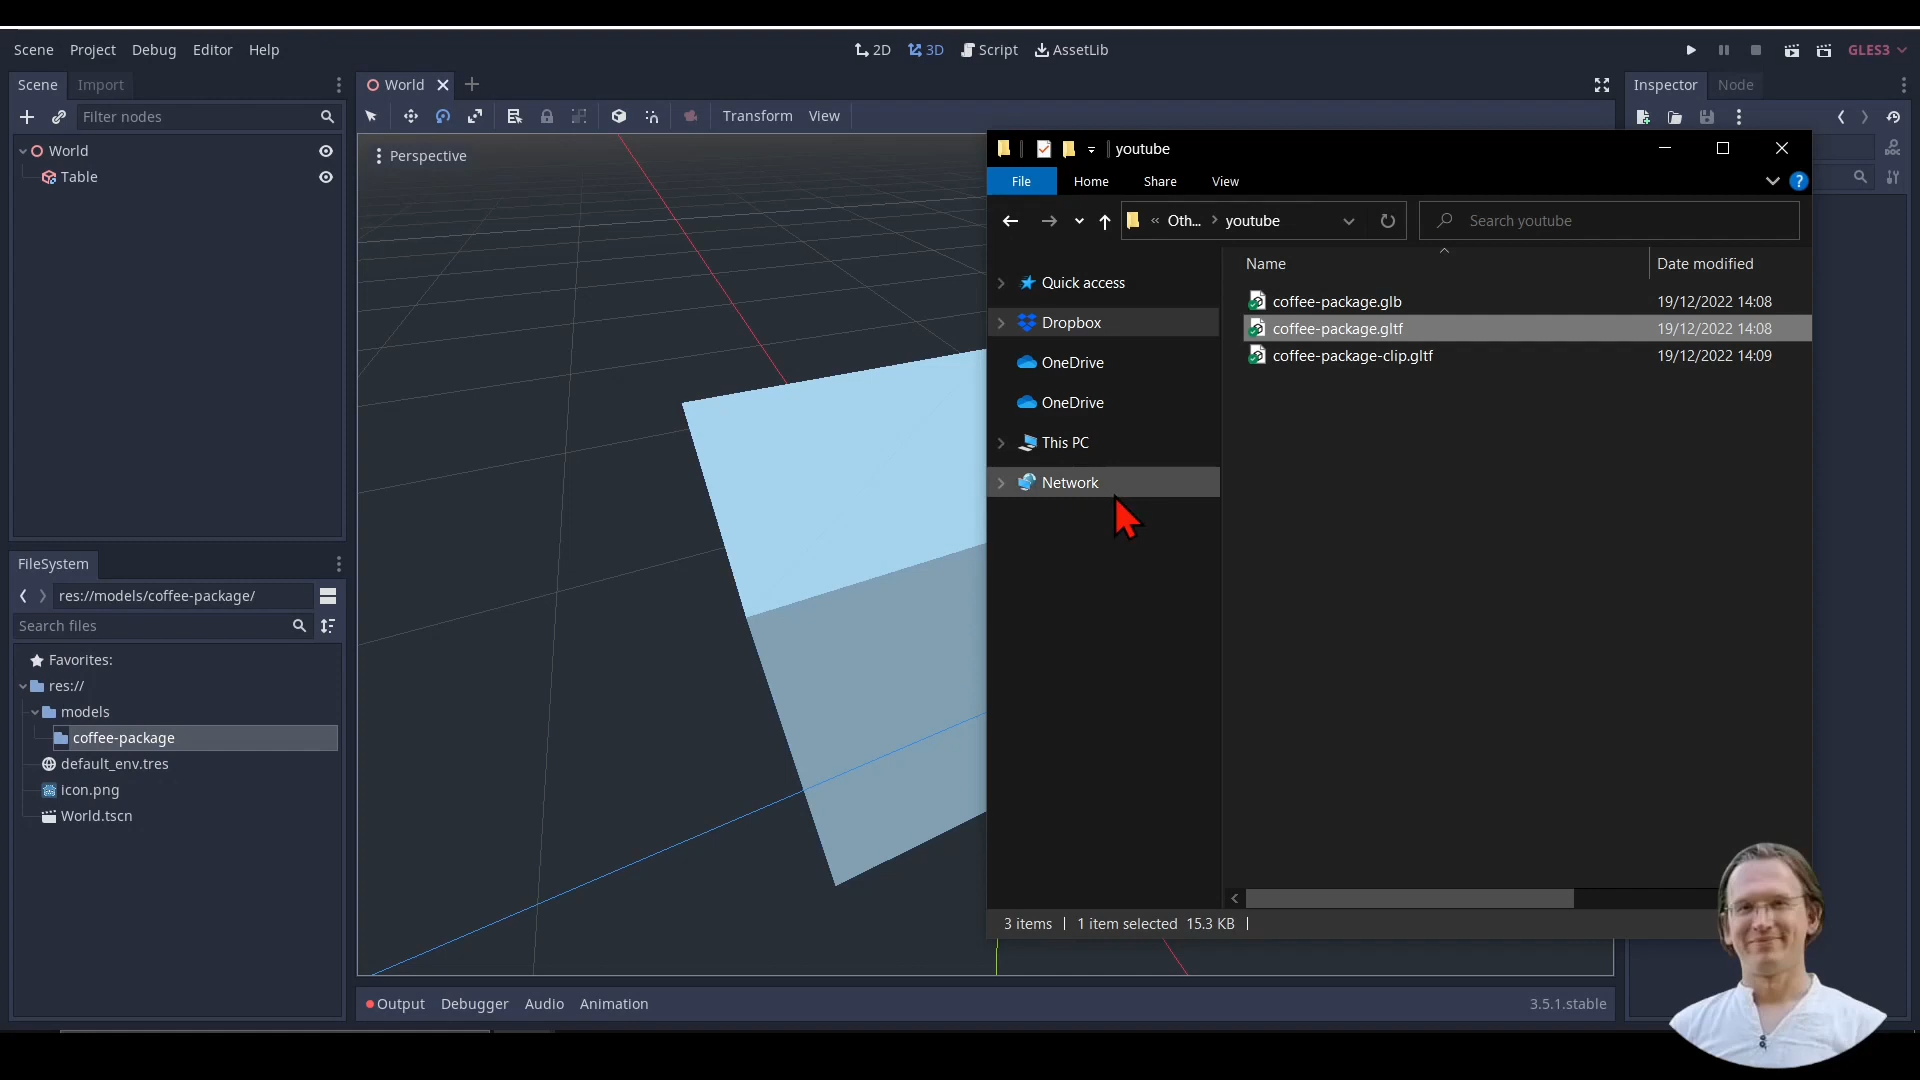 Scene Project Debug Editor Help
2D 3D Script AssetLib
GLES3
Scene Import
World
Inspector Node
Filter nodes
Transform View
World
Table
Perspective
FileSystem
res://models/coffee-package/
Search files
Favorites:
res://
models
coffee-package
default_env.tres
icon.png
World.tscn
youtube
File Home Share View
« Oth... > youtube
Search youtube
Name Date modified
Quick access
Dropbox
OneDrive
OneDrive
This PC
Network
coffee-package.glb 19/12/2022 14:08
coffee-package.gltf 19/12/2022 14:08
coffee-package-clip.gltf 19/12/2022 14:09
3 items 1 item selected 15.3 KB
Output Debugger Audio Animation
3.5.1.stable